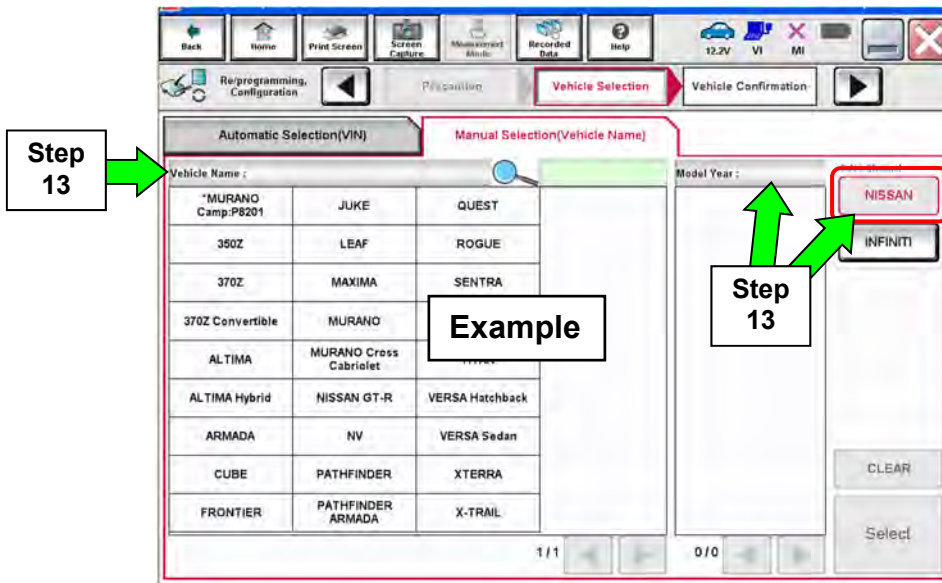 Back
Home
Print Screen
Screen
Capture
Measurement
Mode
Recorded
Data
Help
12.2V
VI
MI
Re/programming,
Configuration
Precaution
Vehicle Selection
Vehicle Confirmation
Automatic Selection(VIN)
Manual Selection(Vehicle Name)
Step
13
Vehicle Name :
Model Year :
*MURANO
Camp:P8201
JUKE
QUEST
NISSAN
350Z
LEAF
ROGUE
INFINITI
370Z
MAXIMA
SENTRA
Step
13
370Z Convertible
MURANO
Example
ALTIMA
MURANO Cross
Cabriolet
ALTIMA Hybrid
NISSAN GT-R
VERSA Hatchback
ARMADA
NV
VERSA Sedan
CUBE
PATHFINDER
XTERRA
CLEAR
FRONTIER
PATHFINDER
ARMADA
X-TRAIL
Select
1/1
0/0